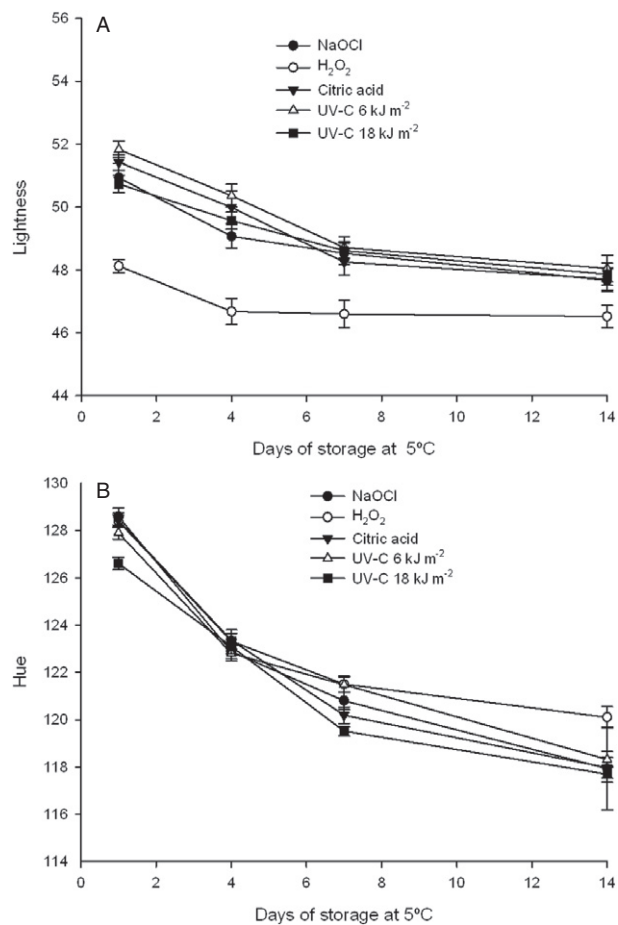 A
56
54
52
50
48
46
44
Lightness
NaOCl
H₂O₂
Citric acid
UV-C 6 kJ m⁻²
UV-C 18 kJ m⁻²
0 2 4 6 8 10 12 14
Days of storage at 5ºC
B
130
128
126
124
122
120
118
116
114
Hue
NaOCl
H₂O₂
Citric acid
UV-C 6 kJ m⁻²
UV-C 18 kJ m⁻²
0 2 4 6 8 10 12 14
Days of storage at 5ºC